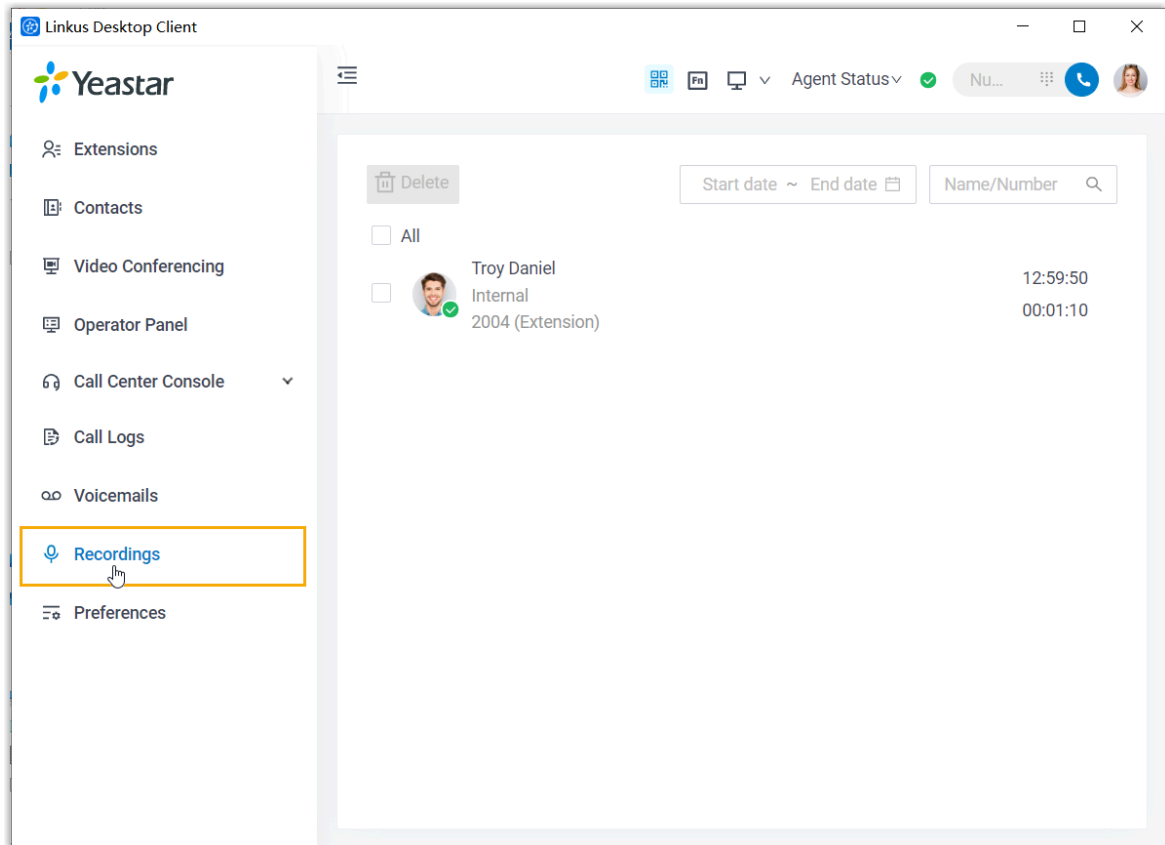 Linkus Desktop Client
Yeastar
Fn
Agent Status
Nu...
Extensions
Contacts
Video Conferencing
Operator Panel
Call Center Console
Call Logs
Voicemails
Recordings
Preferences
Delete
Start date ~ End date
Name/Number
All
Troy Daniel
Internal
2004 (Extension)
12:59:50
00:01:10